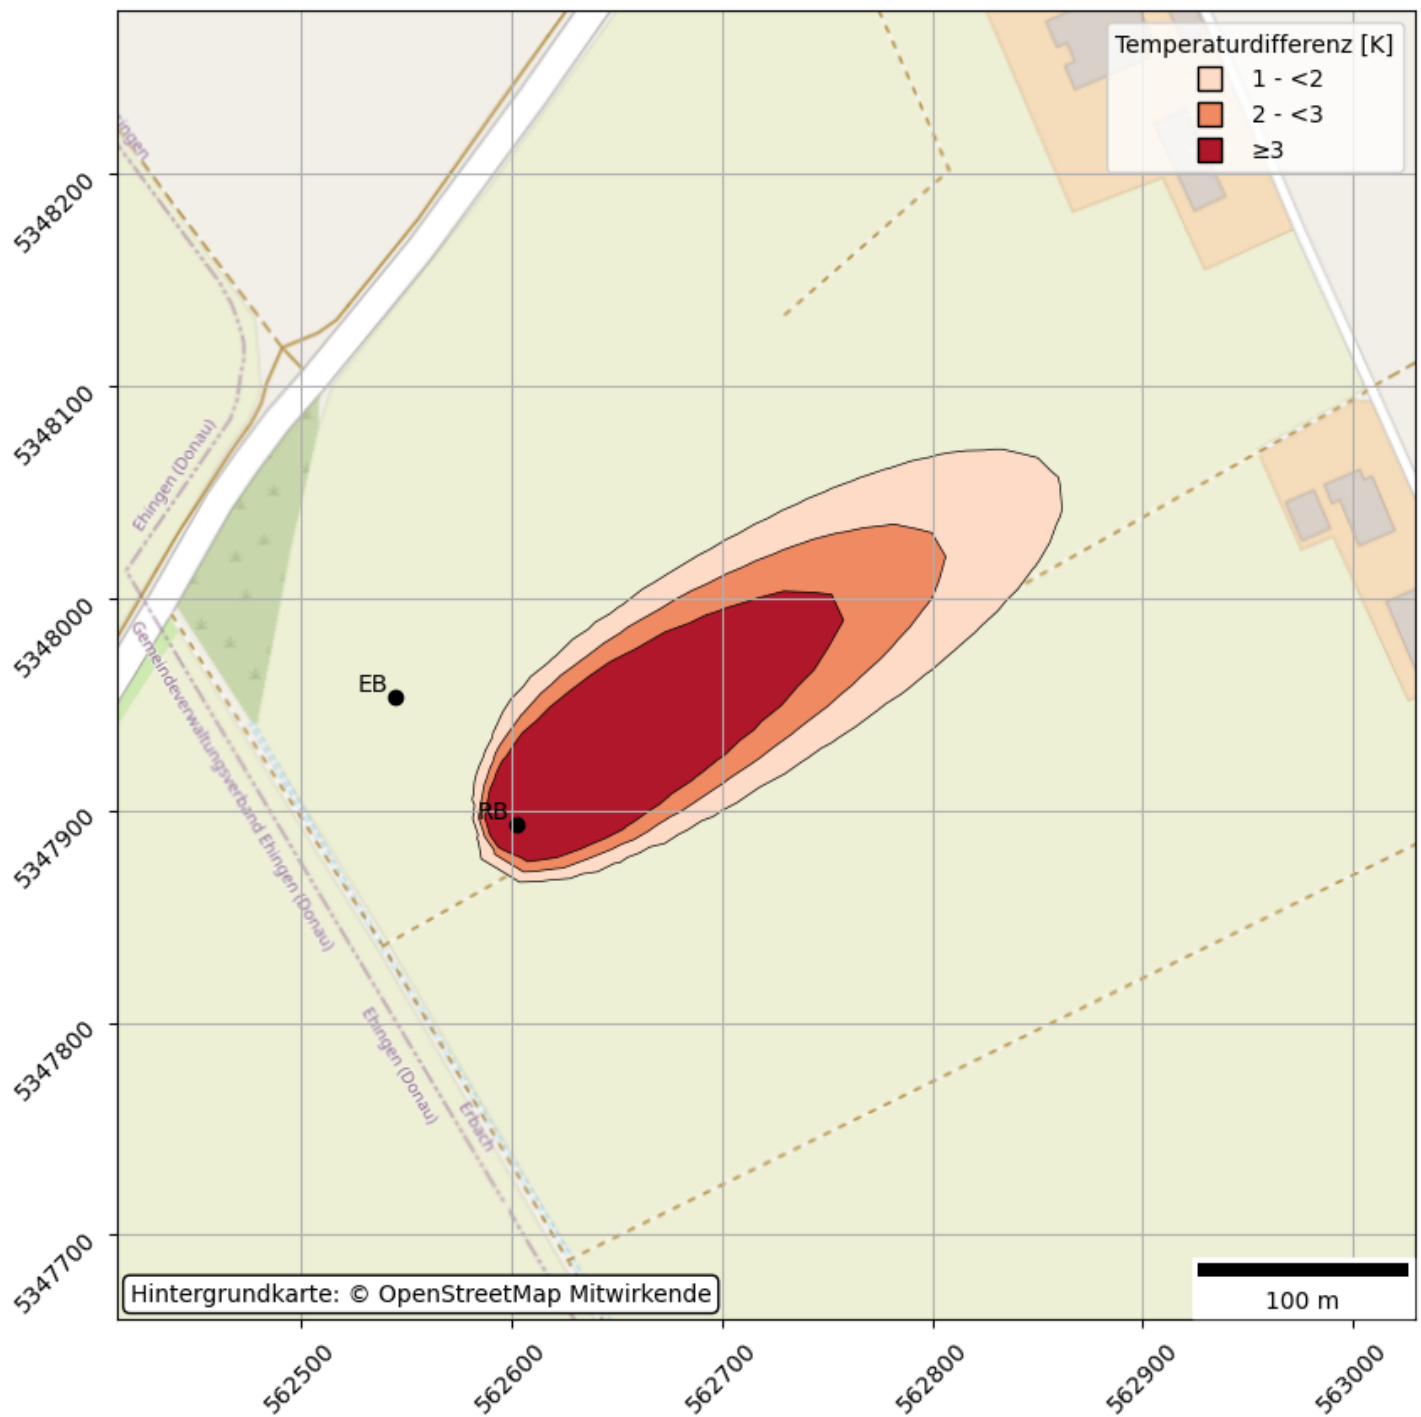 Temperaturdifferenz [K]
1 - <2
2 - <3
≥3
5348200
5348100
5348000
5347900
5347800
5347700
Ehingen (Donau)
Gemeindeverwaltungsverband Ehingen (Donau)
Ehingen (Donau)
Erbach
EB
RB
Hintergrundkarte: © OpenStreetMap Mitwirkende
100 m
562500
562600
562700
562800
562900
563000